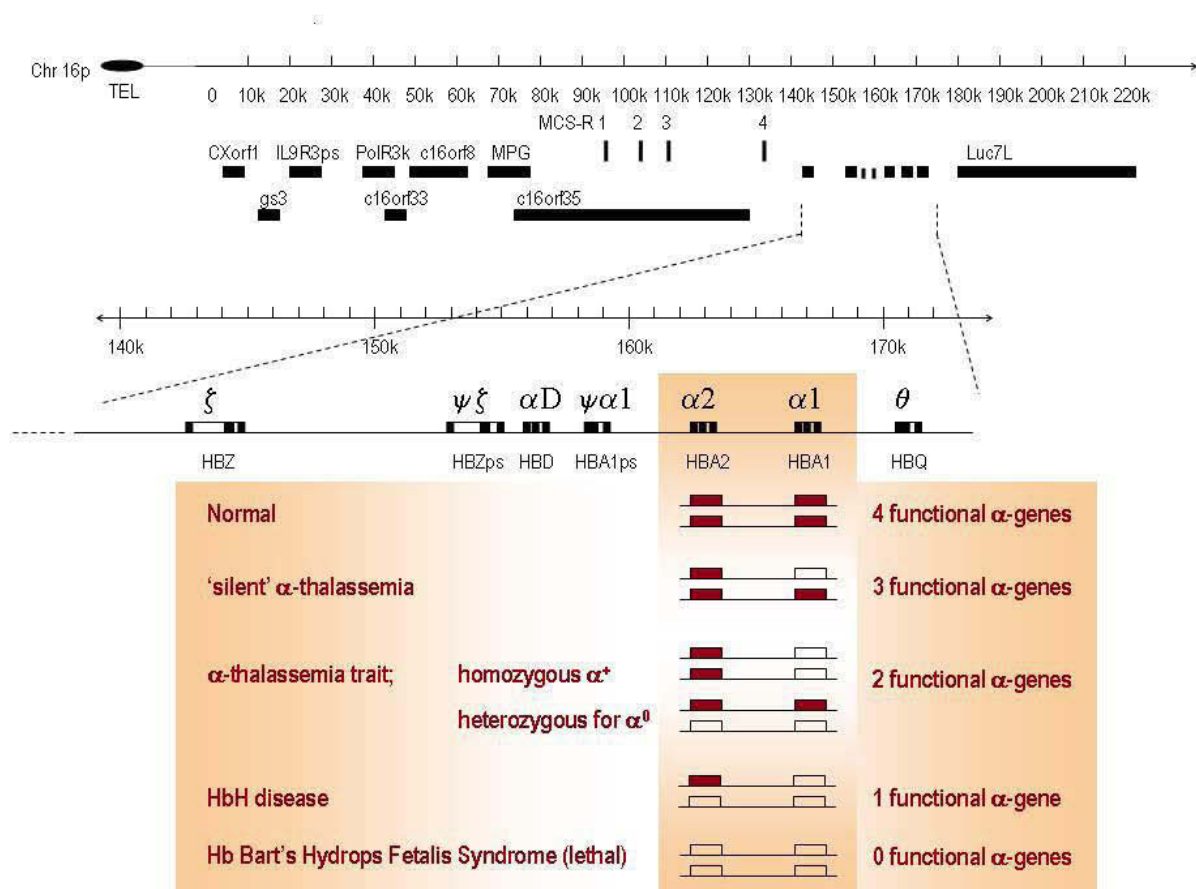 Chr 16p
TEL
0 10k 20k 30k 40k 50k 60k 70k 80k 90k 100k 110k 120k 130k 140k 150k 160k 170k 180k 190k 200k 210k 220k
MCS-R 1 2 3 4
CXorf1 IL9R3ps PolR3k c16orf8 MPG Luc7L
gs3 c16orf33 c16orf35
140k 150k 160k 170k
ζ ψζ αD ψα1 α2 α1 θ
HBZ HBZps HBD HBA1ps HBA2 HBA1 HBQ
Normal 4 functional α-genes
‘silent’ α-thalassemia 3 functional α-genes
α-thalassemia trait; homozygous α⁺ 2 functional α-genes
heterozygous for α⁰
HbH disease 1 functional α-gene
Hb Bart's Hydrops Fetalis Syndrome (lethal) 0 functional α-genes